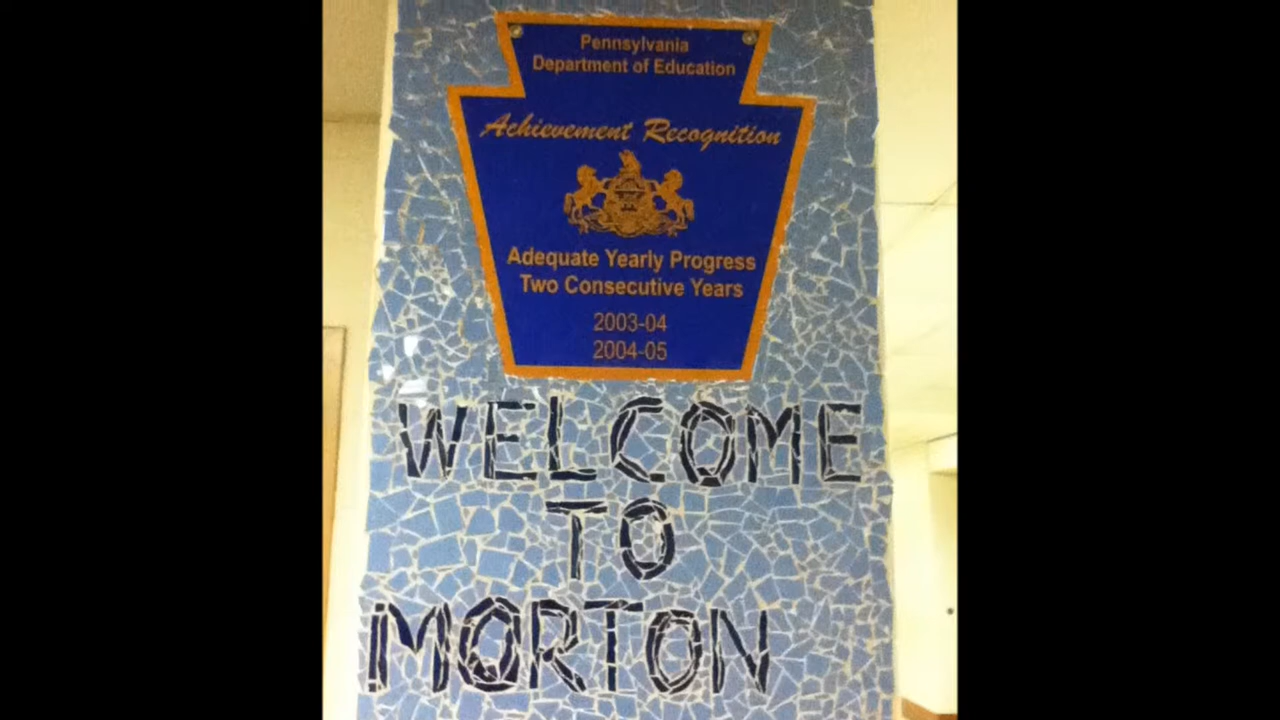 Pennsylvania
Department of Education
Achievement Recognition
Adequate Yearly Progress
Two Consecutive Years
2003-04
2004-05
WELCOME
TO
MORTON